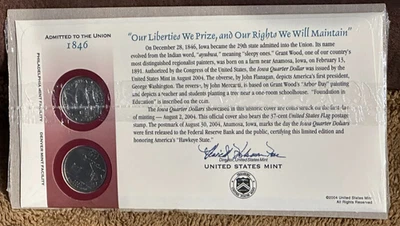 ADMITTED TO THE UNION
1846
PHILADELPHIA MINT FACILITY
DENVER MINT FACILITY
"Our Liberties We Prize, and Our Rights We Will Maintain"
On December 28, 1846, Iowa became the 29th state admitted into the Union. Its name
evolved from the Indian word, "ayuhwa," meaning "sleepy ones." Grant Wood, one of our country's
most distinguished regionalist painters, was born on a farm near Anamosa, Iowa, on February 13,
1891. Authorized by the Congress of the United States, the Iowa Quarter Dollar was issued by the
United States Mint in August 2004. The obverse, by John Flanagan, depicts America's first president,
George Washington. The reverse, by John Mercanti, is based on Grant Wood's "Arbor Day" painting
and depicts a teacher and students planting a tree near a one-room schoolhouse. "Foundation in
Education" is inscribed on the coin.
The Iowa Quarter Dollars showcased in this historic cover are coins struck on the first day
of minting — August 2, 2004. This official cover also bears the 37-cent United States Flag postage
stamp. The postmark of August 30, 2004, Anamosa, Iowa, marks the day the Iowa Quarter Dollars
were first released to the Federal Reserve Bank and the public, certifying this limited edition and
honoring America's "Hawkeye State."
Director, United States Mint
UNITED STATES MINT
©2004 United States Mint
All Rights Reserved